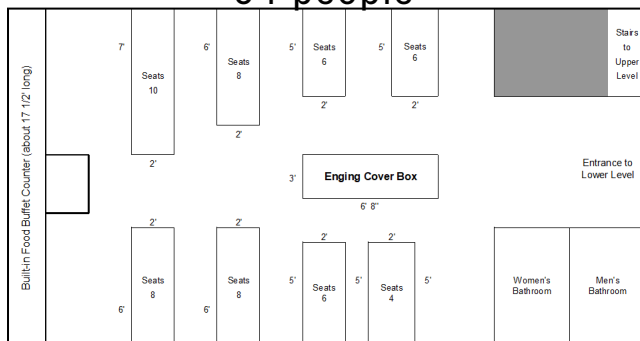 people
7'
Seats
10
2'
6'
Seats
8
2'
5'
Seats
6
2'
5'
Seats
6
2'
Stairs
to
Upper
Level
Built-in Food Buffet Counter (about 17 1/2' long)
3'
Enging Cover Box
6' 8"
Entrance to
Lower Level
2'
Seats
8
6'
2'
Seats
8
6'
2'
Seats
6
5'
2'
Seats
4
5'
5'
Women's
Bathroom
Men's
Bathroom